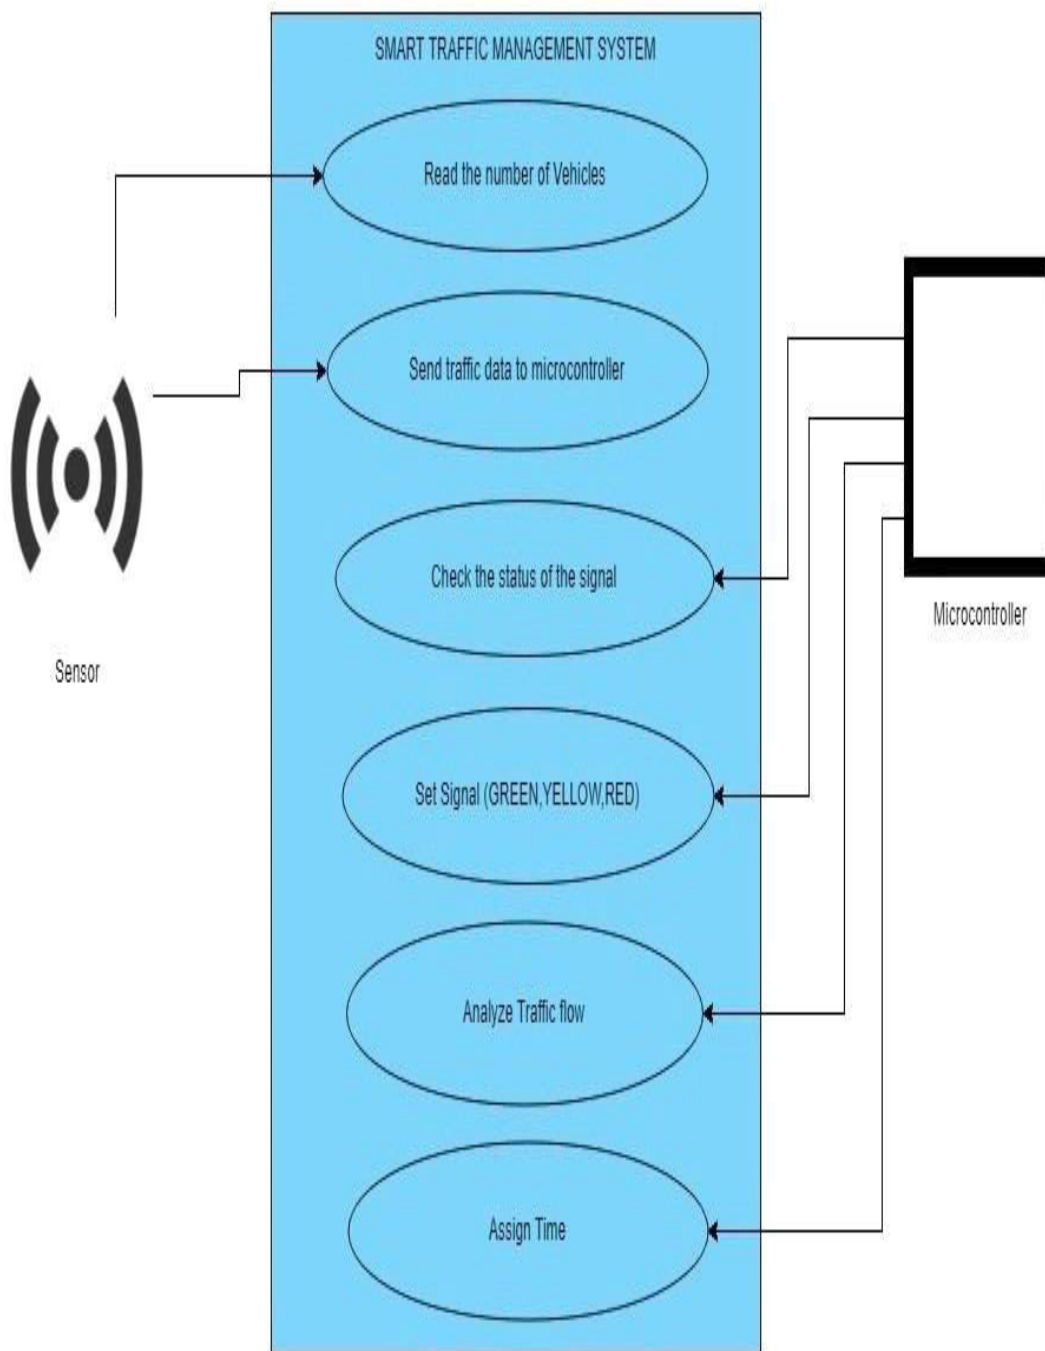 SMART TRAFFIC MANAGEMENT SYSTEM
Read the number of Vehicles
Send traffic data to microcontroller
Check the status of the signal
Microcontroller
Sensor
Set Signal (GREEN,YELLOW,RED)
Analyze Traffic flow
Assign Time